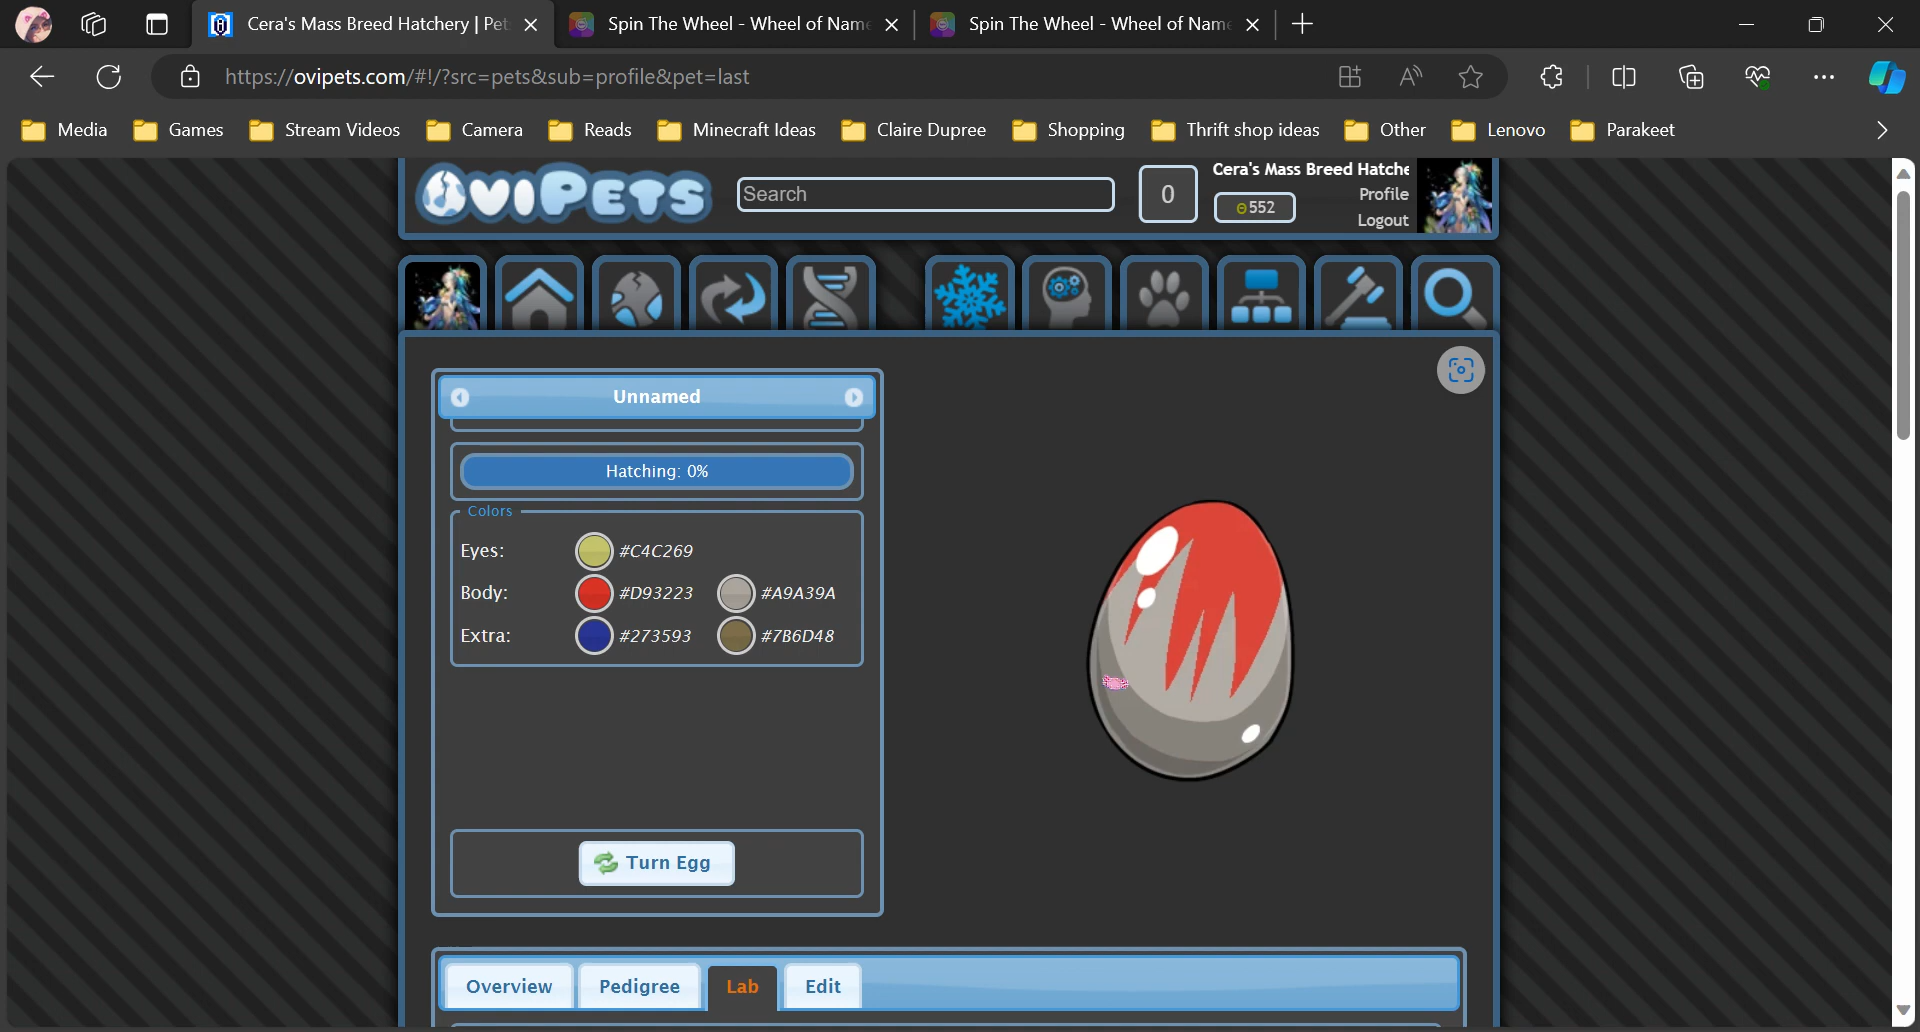 Cera's Mass Breed Hatchery | Pet
Spin The Wheel - Wheel of Name
Spin The Wheel - Wheel of Name
https://ovipets.com/#!/?src=pets&sub=profile&pet=last
Media
Games
Stream Videos
Camera
Reads
Minecraft Ideas
Claire Dupree
Shopping
Thrift shop ideas
Other
Lenovo
Parakeet
OviPets
Search
0
Cera's Mass Breed Hatche
552
Profile
Logout
Unnamed
Hatching: 0%
Colors
Eyes: #C4C269
Body: #D93223 #A9A39A
Extra: #273593 #7B6D48
Turn Egg
Overview
Pedigree
Lab
Edit